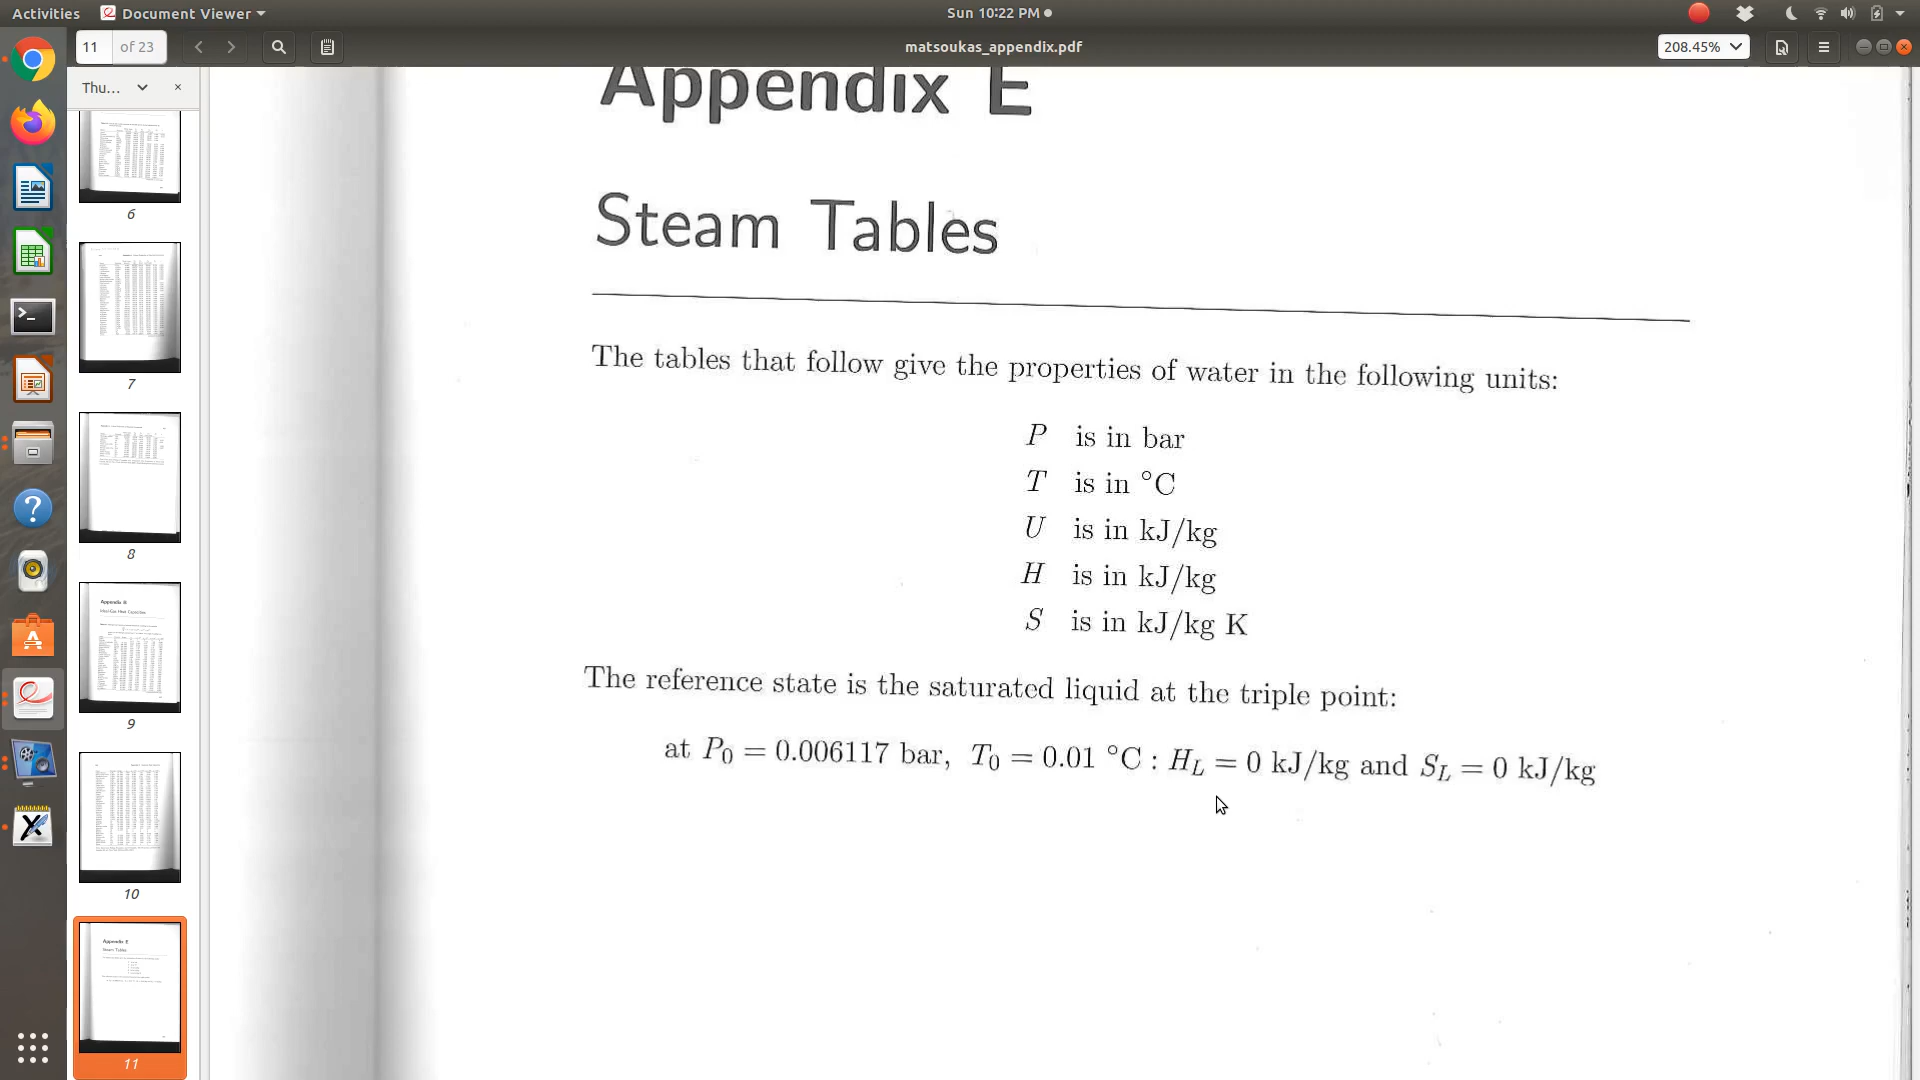 Activities
Document Viewer
Sun 10:22 PM
11 of 23
matsoukas_appendix.pdf
208.45%
Thu...
6
7
8
9
10
11
Appendix E
Steam Tables
The tables that follow give the properties of water in the following units:
P is in bar
T is in °C
U is in kJ/kg
H is in kJ/kg
S is in kJ/kg K
The reference state is the saturated liquid at the triple point:
at P₀ = 0.006117 bar, T₀ = 0.01 °C : H_L = 0 kJ/kg and S_L = 0 kJ/kg